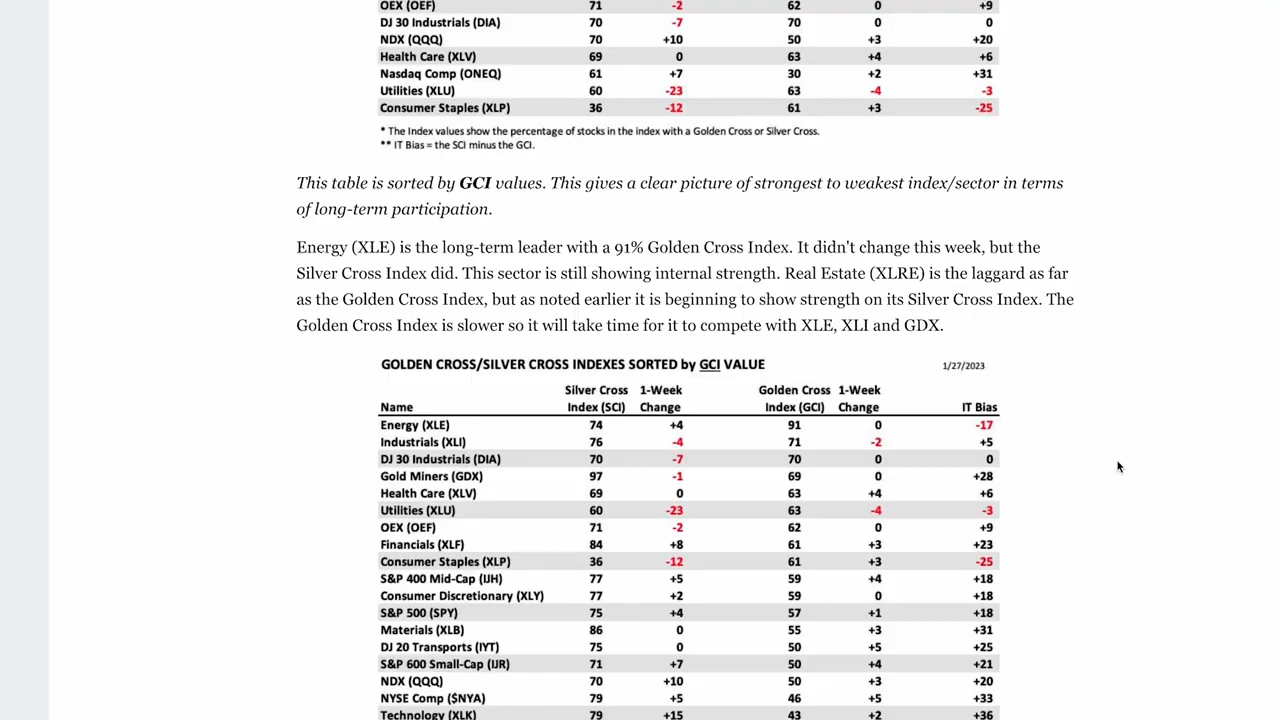 OEX (OEF) 71 -2 62 0 +9
DJ 30 Industrials (DIA) 70 -7 70 0 0
NDX (QQQ) 70 +10 50 +3 +20
Health Care (XLV) 69 0 63 +4 +6
Nasdaq Comp (ONEQ) 61 +7 30 +2 +31
Utilities (XLU) 60 -23 63 -4 -3
Consumer Staples (XLP) 36 -12 61 +3 -25
* The Index values show the percentage of stocks in the index with a Golden Cross or Silver Cross.
** IT Bias = the SCI minus the GCI.
This table is sorted by GCI values. This gives a clear picture of strongest to weakest index/sector in terms
of long-term participation.
Energy (XLE) is the long-term leader with a 91% Golden Cross Index. It didn't change this week, but the
Silver Cross Index did. This sector is still showing internal strength. Real Estate (XLRE) is the laggard as far
as the Golden Cross Index, but as noted earlier it is beginning to show strength on its Silver Cross Index. The
Golden Cross Index is slower so it will take time for it to compete with XLE, XLI and GDX.
GOLDEN CROSS/SILVER CROSS INDEXES SORTED by GCI VALUE 1/27/2023
Silver Cross 1-Week Golden Cross 1-Week
Name Index (SCI) Change Index (GCI) Change IT Bias
Energy (XLE) 74 +4 91 0 -17
Industrials (XLI) 76 -4 71 -2 +5
DJ 30 Industrials (DIA) 70 -7 70 0 0
Gold Miners (GDX) 97 -1 69 0 +28
Health Care (XLV) 69 0 63 +4 +6
Utilities (XLU) 60 -23 63 -4 -3
OEX (OEF) 71 -2 62 0 +9
Financials (XLF) 84 +8 61 +3 +23
Consumer Staples (XLP) 36 -12 61 +3 -25
S&P 400 Mid-Cap (IJH) 77 +5 59 +4 +18
Consumer Discretionary (XLY) 77 +2 59 0 +18
S&P 500 (SPY) 75 +4 57 +1 +18
Materials (XLB) 86 0 55 +3 +31
DJ 20 Transports (IYT) 75 0 50 +5 +25
S&P 600 Small-Cap (IJR) 71 +7 50 +4 +21
NDX (QQQ) 70 +10 50 +3 +20
NYSE Comp ($NYA) 79 +5 46 +5 +33
Technology (XLK) 79 +15 43 +2 +36